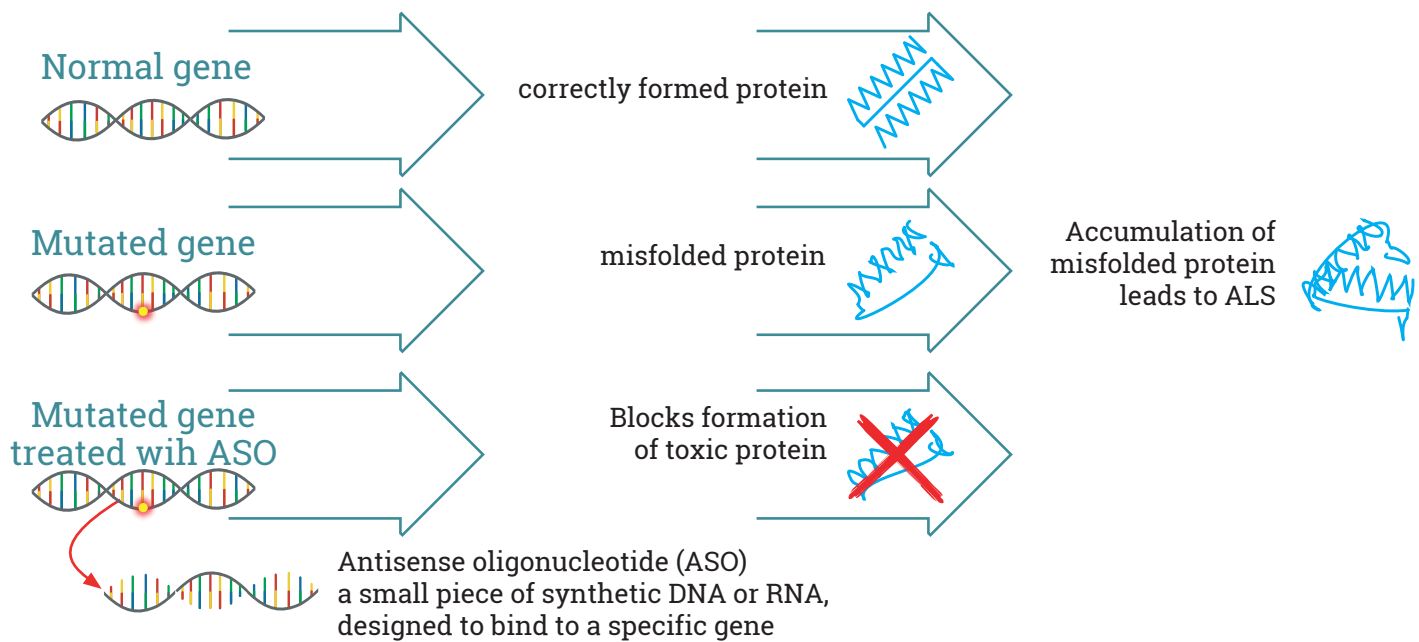 Normal gene
correctly formed protein
Mutated gene
misfolded protein
Accumulation of
misfolded protein
leads to ALS
Mutated gene
treated wih ASO
Blocks formation
of toxic protein
Antisense oligonucleotide (ASO)
a small piece of synthetic DNA or RNA,
designed to bind to a specific gene